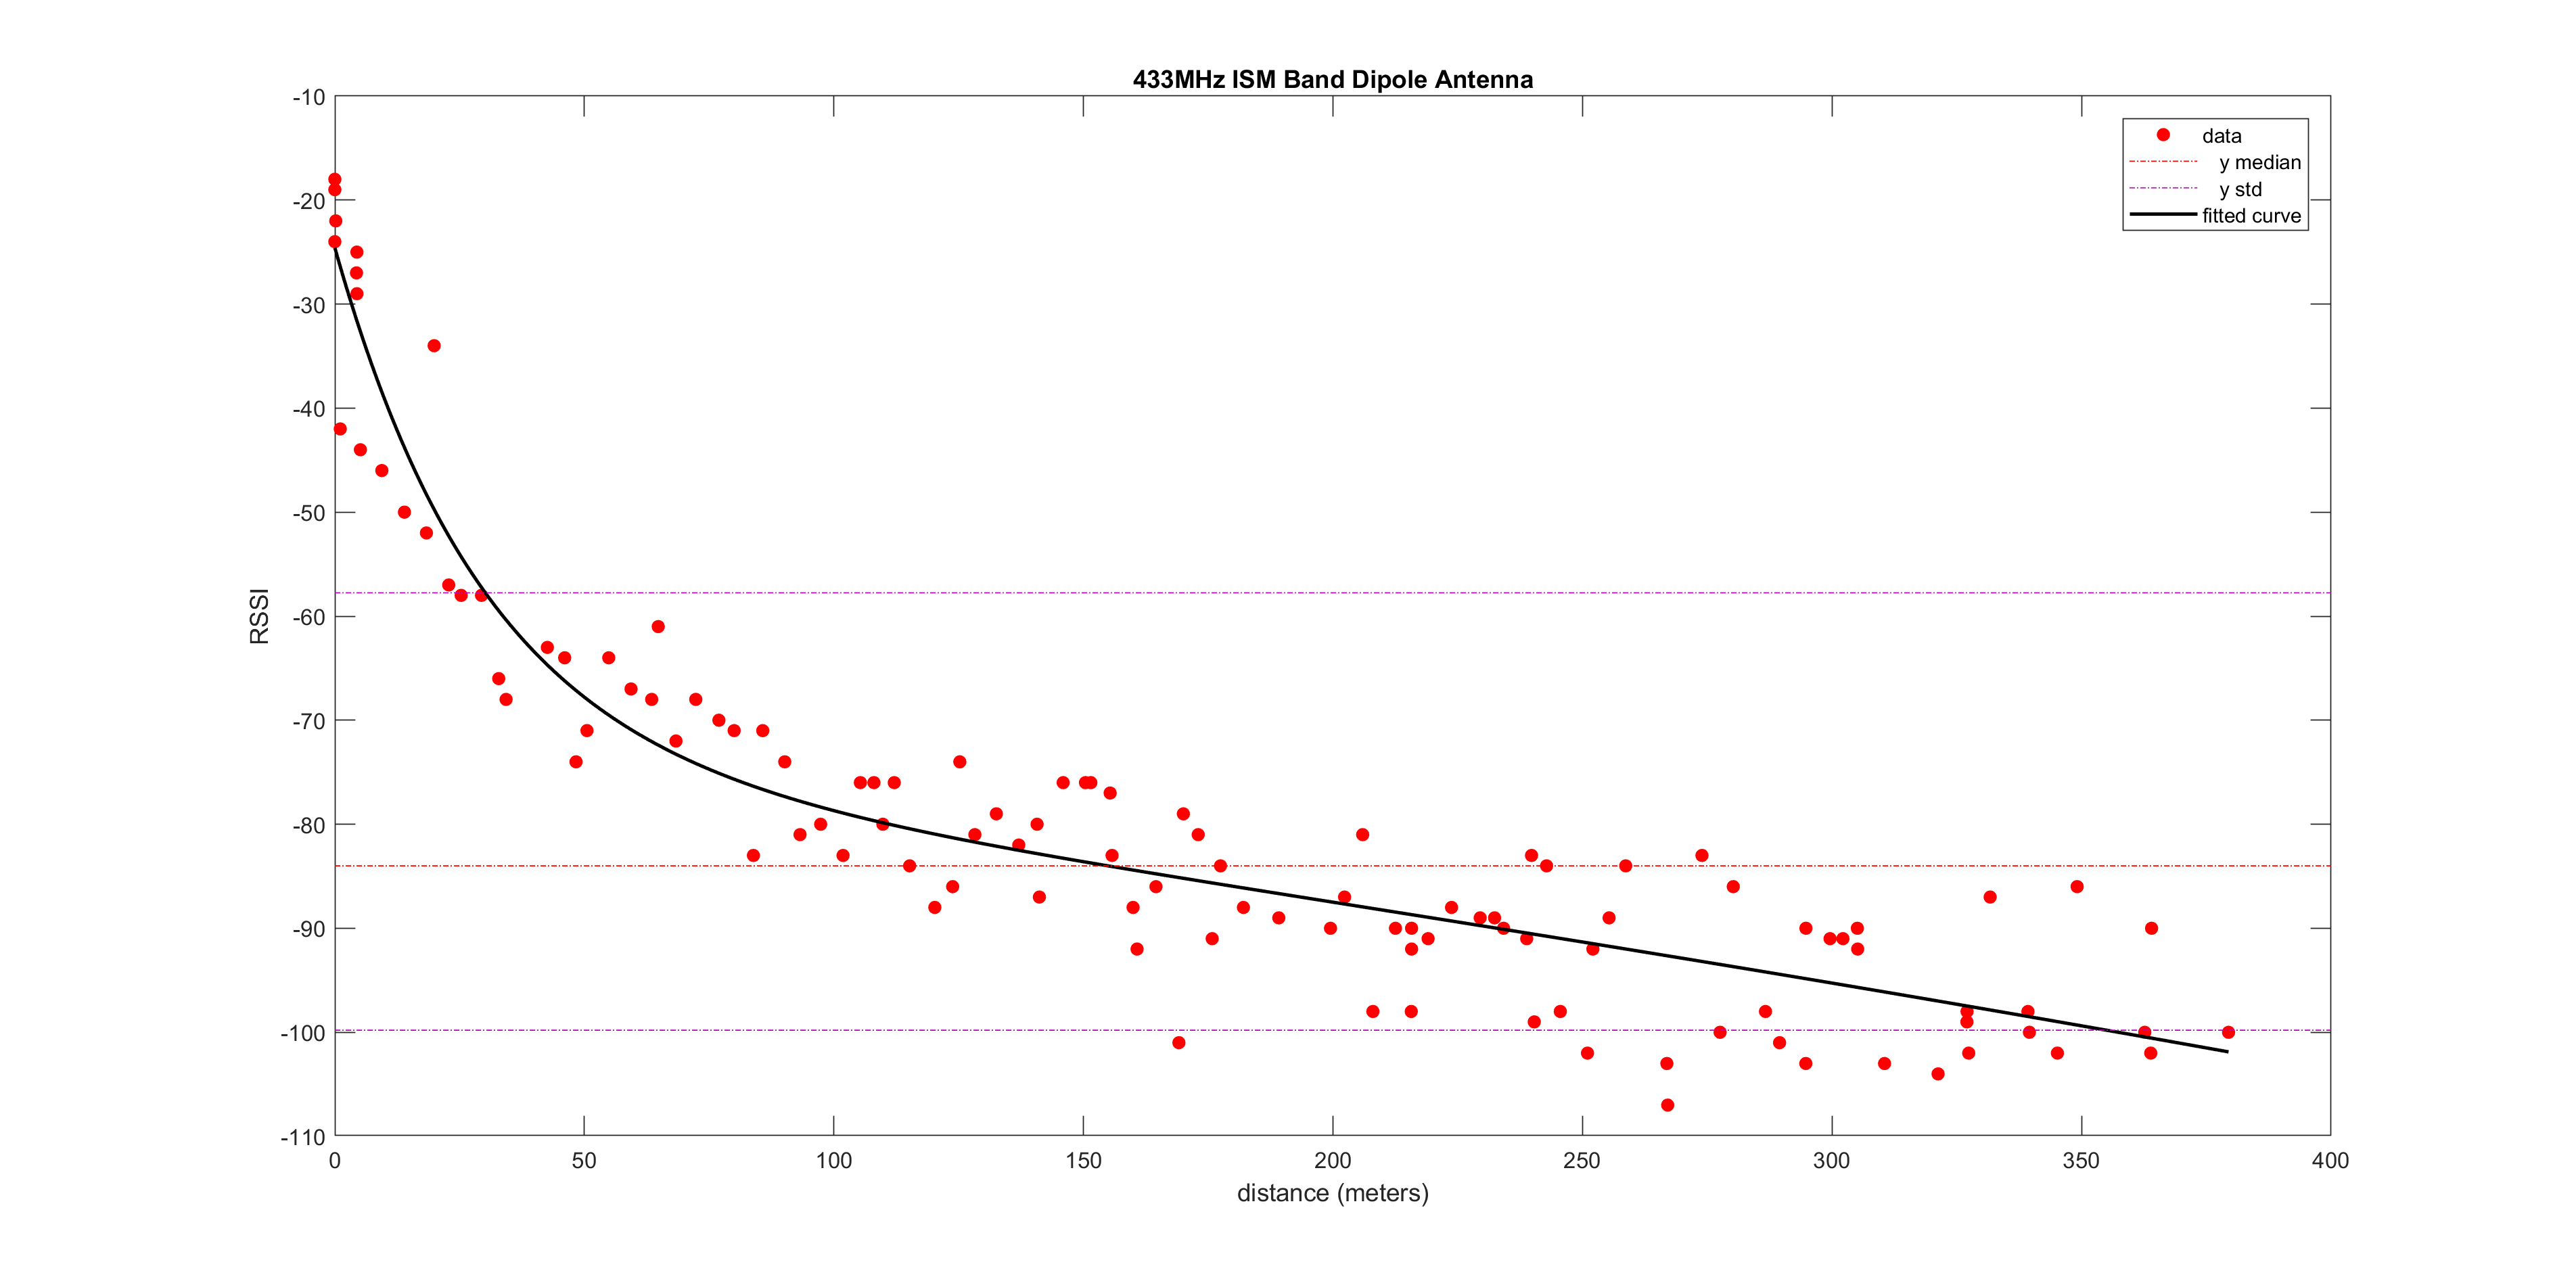 433MHz ISM Band Dipole Antenna
-10
-20
-30
-40
-50
-60
-70
-80
-90
-100
-110
RSSI
data
y median
y std
fitted curve
0 50 100 150 200 250 300 350 400
distance (meters)